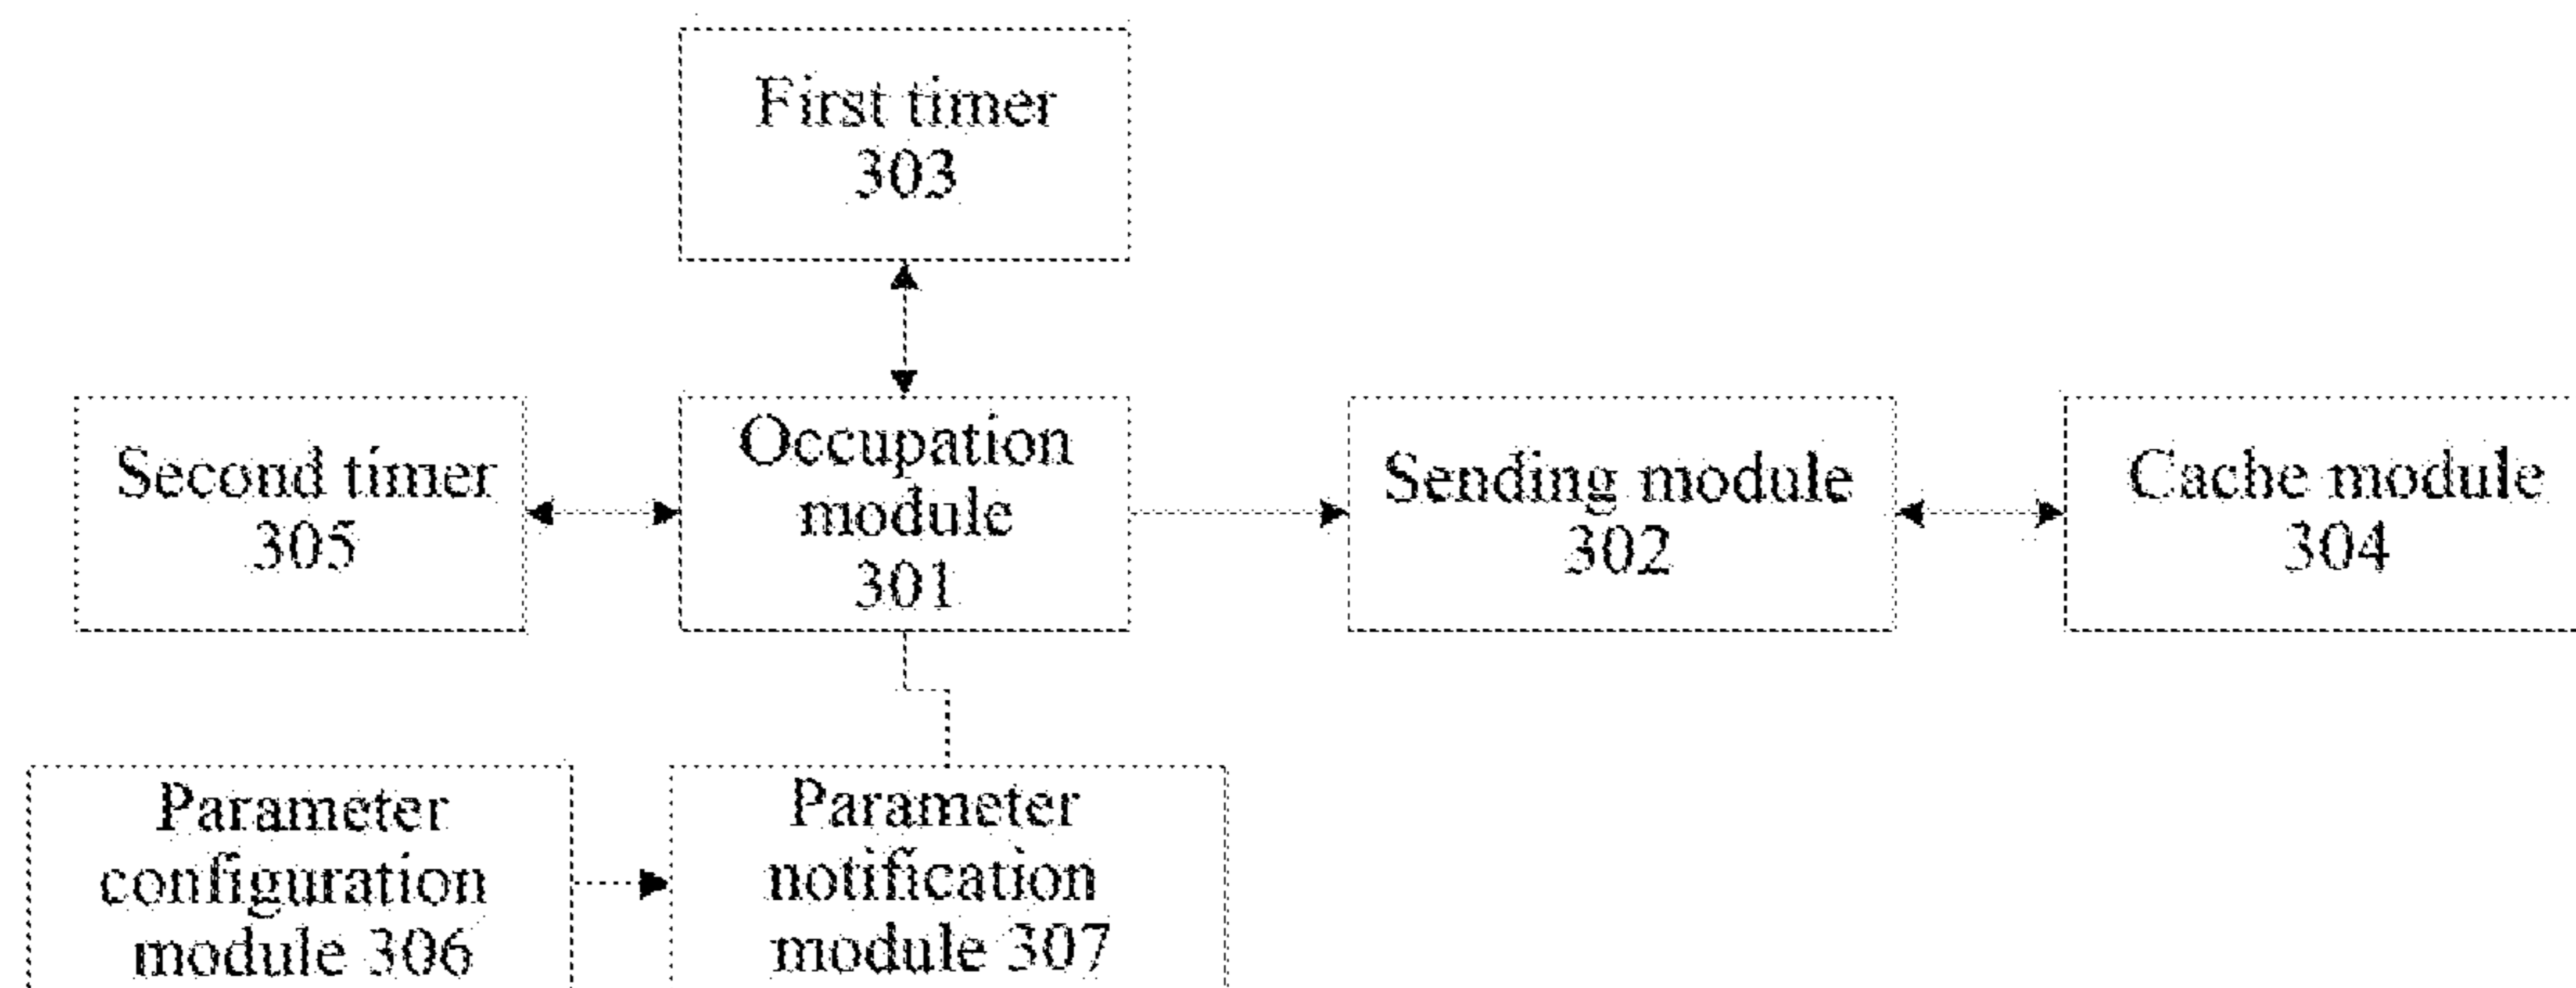 First timer
303
Second timer
305
Occupation
module
301
Sending module
302
Cache module
304
Parameter
configuration
module 306
Parameter
notification
module 307